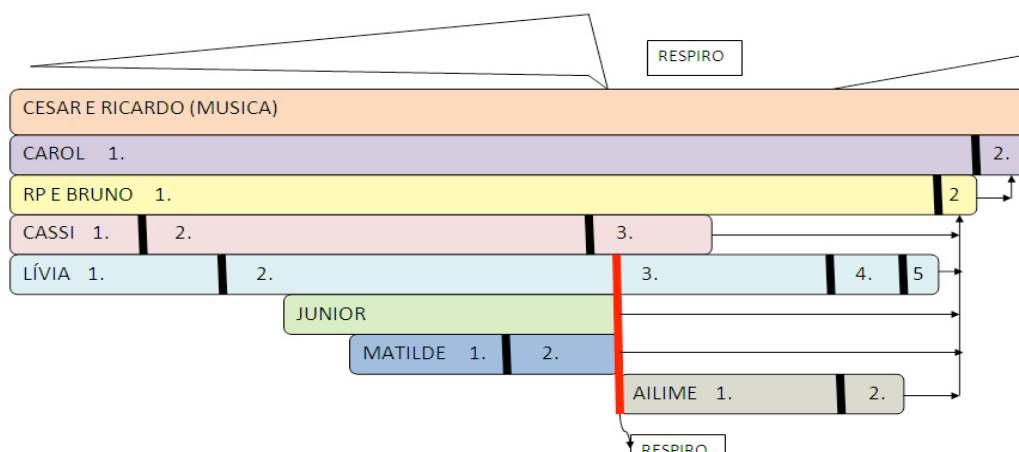 RESPIRO
CESAR E RICARDO (MUSICA)
CAROL 1. 2.
RP E BRUNO 1. 2
CASSI 1. 2. 3.
LÍVIA 1. 2. 3. 4. 5
JUNIOR
MATILDE 1. 2.
AILIME 1. 2.
RESPIRO